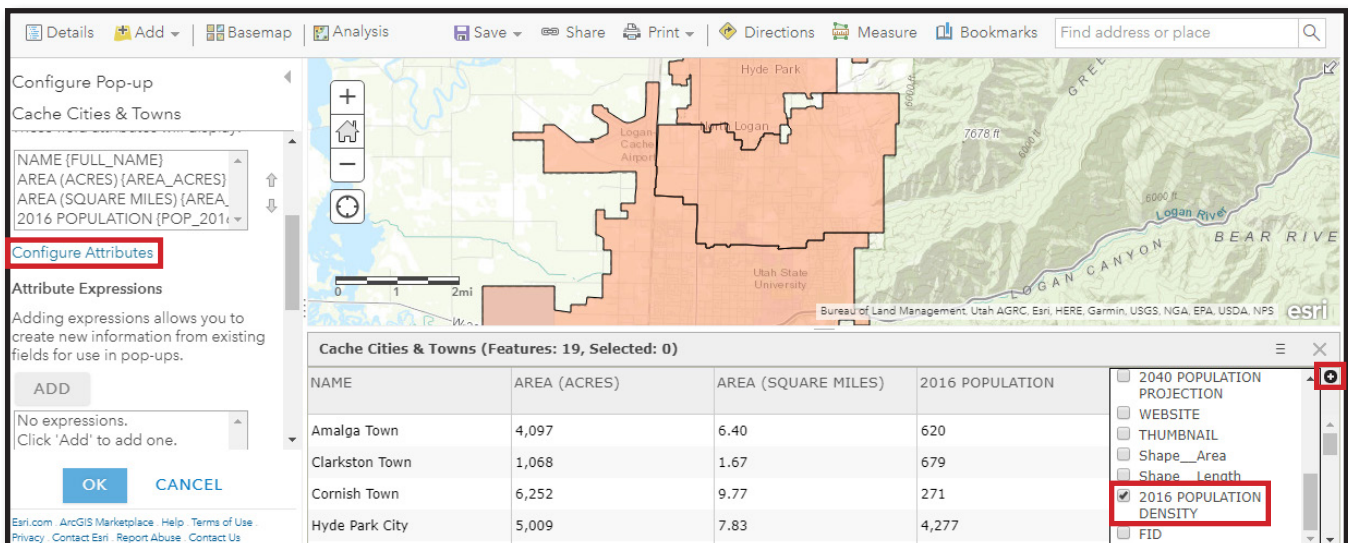 Details Add Basemap Analysis Save Share Print Directions Measure Bookmarks Find address or place
Configure Pop-up
Cache Cities & Towns
NAME {FULL_NAME}
AREA (ACRES) {AREA_ACRES}
AREA (SQUARE MILES) {AREA_
2016 POPULATION {POP_201
Configure Attributes
Attribute Expressions
Adding expressions allows you to
create new information from existing
fields for use in pop-ups.
ADD
No expressions.
Click 'Add' to add one.
OK CANCEL
Esri.com . ArcGIS Marketplace . Help . Terms of Use .
Privacy . Contact Esri . Report Abuse . Contact Us
Hyde Park
GREE
Logan-
Cache
Airport
North Logan
7678 ft
6000 ft
6000 ft
Logan River
BEAR RIVE
LOGAN CANYON
Utah State
University
0 1 2mi
Bureau of Land Management, Utah AGRC, Esri, HERE, Garmin, USGS, NGA, EPA, USDA, NPS esri
Cache Cities & Towns (Features: 19, Selected: 0)
NAME AREA (ACRES) AREA (SQUARE MILES) 2016 POPULATION
Amalga Town 4,097 6.40 620
Clarkston Town 1,068 1.67 679
Cornish Town 6,252 9.77 271
Hyde Park City 5,009 7.83 4,277
2040 POPULATION
PROJECTION
WEBSITE
THUMBNAIL
Shape__Area
Shape__Length
2016 POPULATION
DENSITY
FID